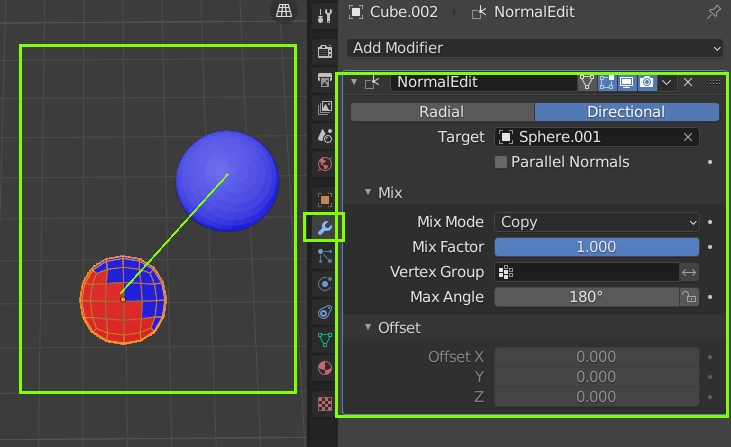 Cube.002 > NormalEdit
Add Modifier
NormalEdit
Radial Directional
Target Sphere.001
Parallel Normals
Mix
Mix Mode Copy
Mix Factor 1.000
Vertex Group
Max Angle 180°
Offset
Offset X 0.000
Y 0.000
Z 0.000